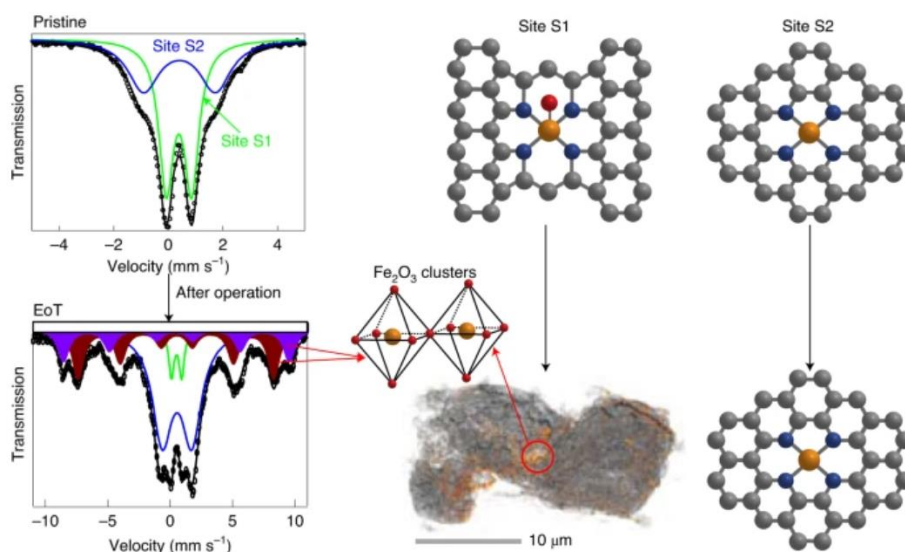 Pristine
Site S2
Site S1
Transmission
−4 −2 0 2 4
Velocity (mm s⁻¹)
After operation
EoT
Transmission
−10 −5 0 5 10
Velocity (mm s⁻¹)
Fe₂O₃ clusters
Site S1
10 μm
Site S2